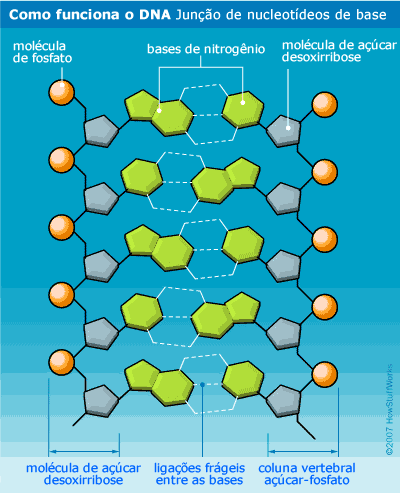 Como funciona o DNA Junção de nucleotídeos de base
molécula
de fosfato
bases de nitrogênio
molécula de açúcar
desoxirribose
molécula de açúcar
desoxirribose
ligações frágeis
entre as bases
coluna vertebral
açúcar-fosfato
©2007 HowStuffWorks